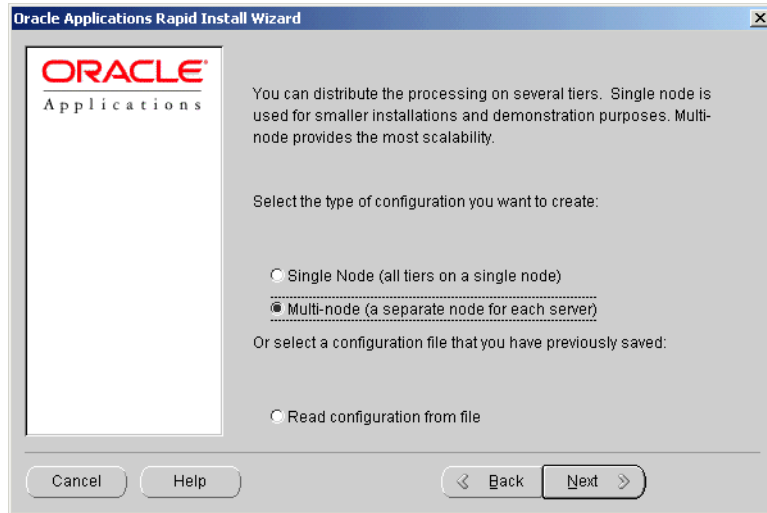 Oracle Applications Rapid Install Wizard
ORACLE
Applications
You can distribute the processing on several tiers. Single node is
used for smaller installations and demonstration purposes. Multi-
node provides the most scalability.
Select the type of configuration you want to create:
Single Node (all tiers on a single node)
Multi-node (a separate node for each server)
Or select a configuration file that you have previously saved:
Read configuration from file
Cancel
Help
Back
Next